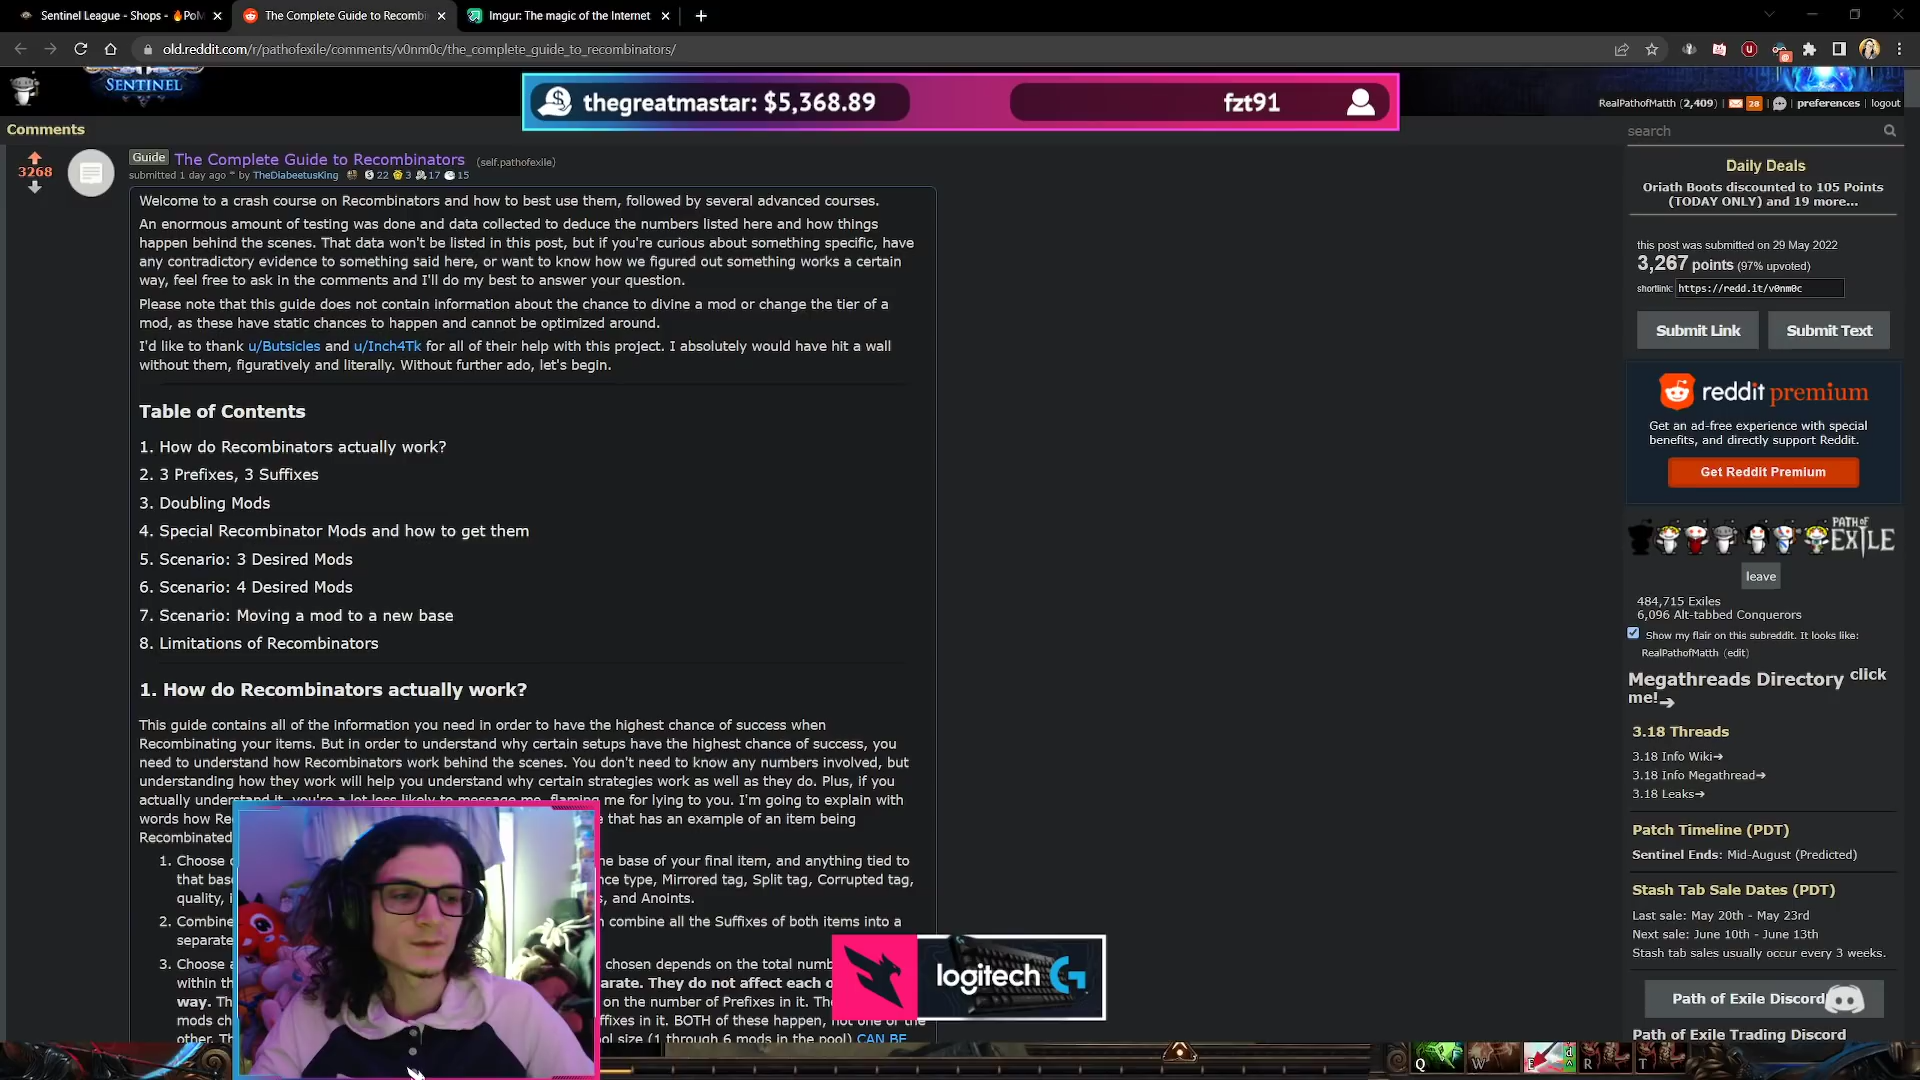 Sentinel League - Shops - 🔥PoM
The Complete Guide to Recombin
Imgur: The magic of the Internet
old.reddit.com/r/pathofexile/comments/v0nm0c/the_complete_guide_to_recombinators/
SENTINEL
thegreatmastar: $5,368.89
fzt91
RealPathofMatth (2,409)
28
preferences | logout
Comments
search
3268
Guide
The Complete Guide to Recombinators
(self.pathofexile)
submitted 1 day ago * by TheDiabeetusKing
22 3 17 15
Welcome to a crash course on Recombinators and how to best use them, followed by several advanced courses.
An enormous amount of testing was done and data collected to deduce the numbers listed here and how things
happen behind the scenes. That data won't be listed in this post, but if you're curious about something specific, have
any contradictory evidence to something said here, or want to know how we figured out something works a certain
way, feel free to ask in the comments and I'll do my best to answer your question.
Please note that this guide does not contain information about the chance to divine a mod or change the tier of a
mod, as these have static chances to happen and cannot be optimized around.
I'd like to thank u/Butsicles and u/Inch4Tk for all of their help with this project. I absolutely would have hit a wall
without them, figuratively and literally. Without further ado, let's begin.
Table of Contents
1. How do Recombinators actually work?
2. 3 Prefixes, 3 Suffixes
3. Doubling Mods
4. Special Recombinator Mods and how to get them
5. Scenario: 3 Desired Mods
6. Scenario: 4 Desired Mods
7. Scenario: Moving a mod to a new base
8. Limitations of Recombinators
1. How do Recombinators actually work?
This guide contains all of the information you need in order to have the highest chance of success when
Recombinating your items. But in order to understand why certain setups have the highest chance of success, you
need to understand how Recombinators work behind the scenes. You don't need to know any numbers involved, but
understanding how they work will help you understand why certain strategies work as well as they do. Plus, if you
actually understand it, you're a lot less likely to message me, flaming me for lying to you. I'm going to explain with
words how Re
that has an example of an item being
Recombinated
1. Choose
he base of your final item, and anything tied to
that bas
nce type, Mirrored tag, Split tag, Corrupted tag,
quality, i
s, and Anoints.
2. Combine
n combine all the Suffixes of both items into a
separate
3. Choose a
chosen depends on the total numb
within th
arate. They do not affect each o
way. Th
on the number of Prefixes in it. The
mods ch
ffixes in it. BOTH of these happen, not one or the
other. Th
ol size (1 through 6 mods in the pool) CAN BE
logitech G
Daily Deals
Oriath Boots discounted to 105 Points
(TODAY ONLY) and 19 more...
this post was submitted on 29 May 2022
3,267 points (97% upvoted)
shortlink: https://redd.it/v0nm0c
Submit Link
Submit Text
reddit premium
Get an ad-free experience with special
benefits, and directly support Reddit.
Get Reddit Premium
PATH OF
EXILE
leave
484,715 Exiles
6,096 Alt-tabbed Conquerors
Show my flair on this subreddit. It looks like:
RealPathofMatth (edit)
Megathreads Directory click
me!➔
3.18 Threads
3.18 Info Wiki➔
3.18 Info Megathread➔
3.18 Leaks➔
Patch Timeline (PDT)
Sentinel Ends: Mid-August (Predicted)
Stash Tab Sale Dates (PDT)
Last sale: May 20th - May 23rd
Next sale: June 10th - June 13th
Stash tab sales usually occur every 3 weeks.
Path of Exile Discord
Path of Exile Trading Discord
Q W E R T